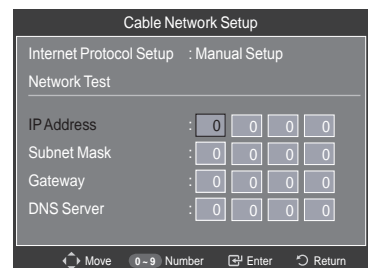 Cable Network Setup
Internet Protocol Setup : Manual Setup
Network Test
IP Address : 0 0 0 0
Subnet Mask : 0 0 0 0
Gateway : 0 0 0 0
DNS Server : 0 0 0 0
Move 0~9 Number Enter Return